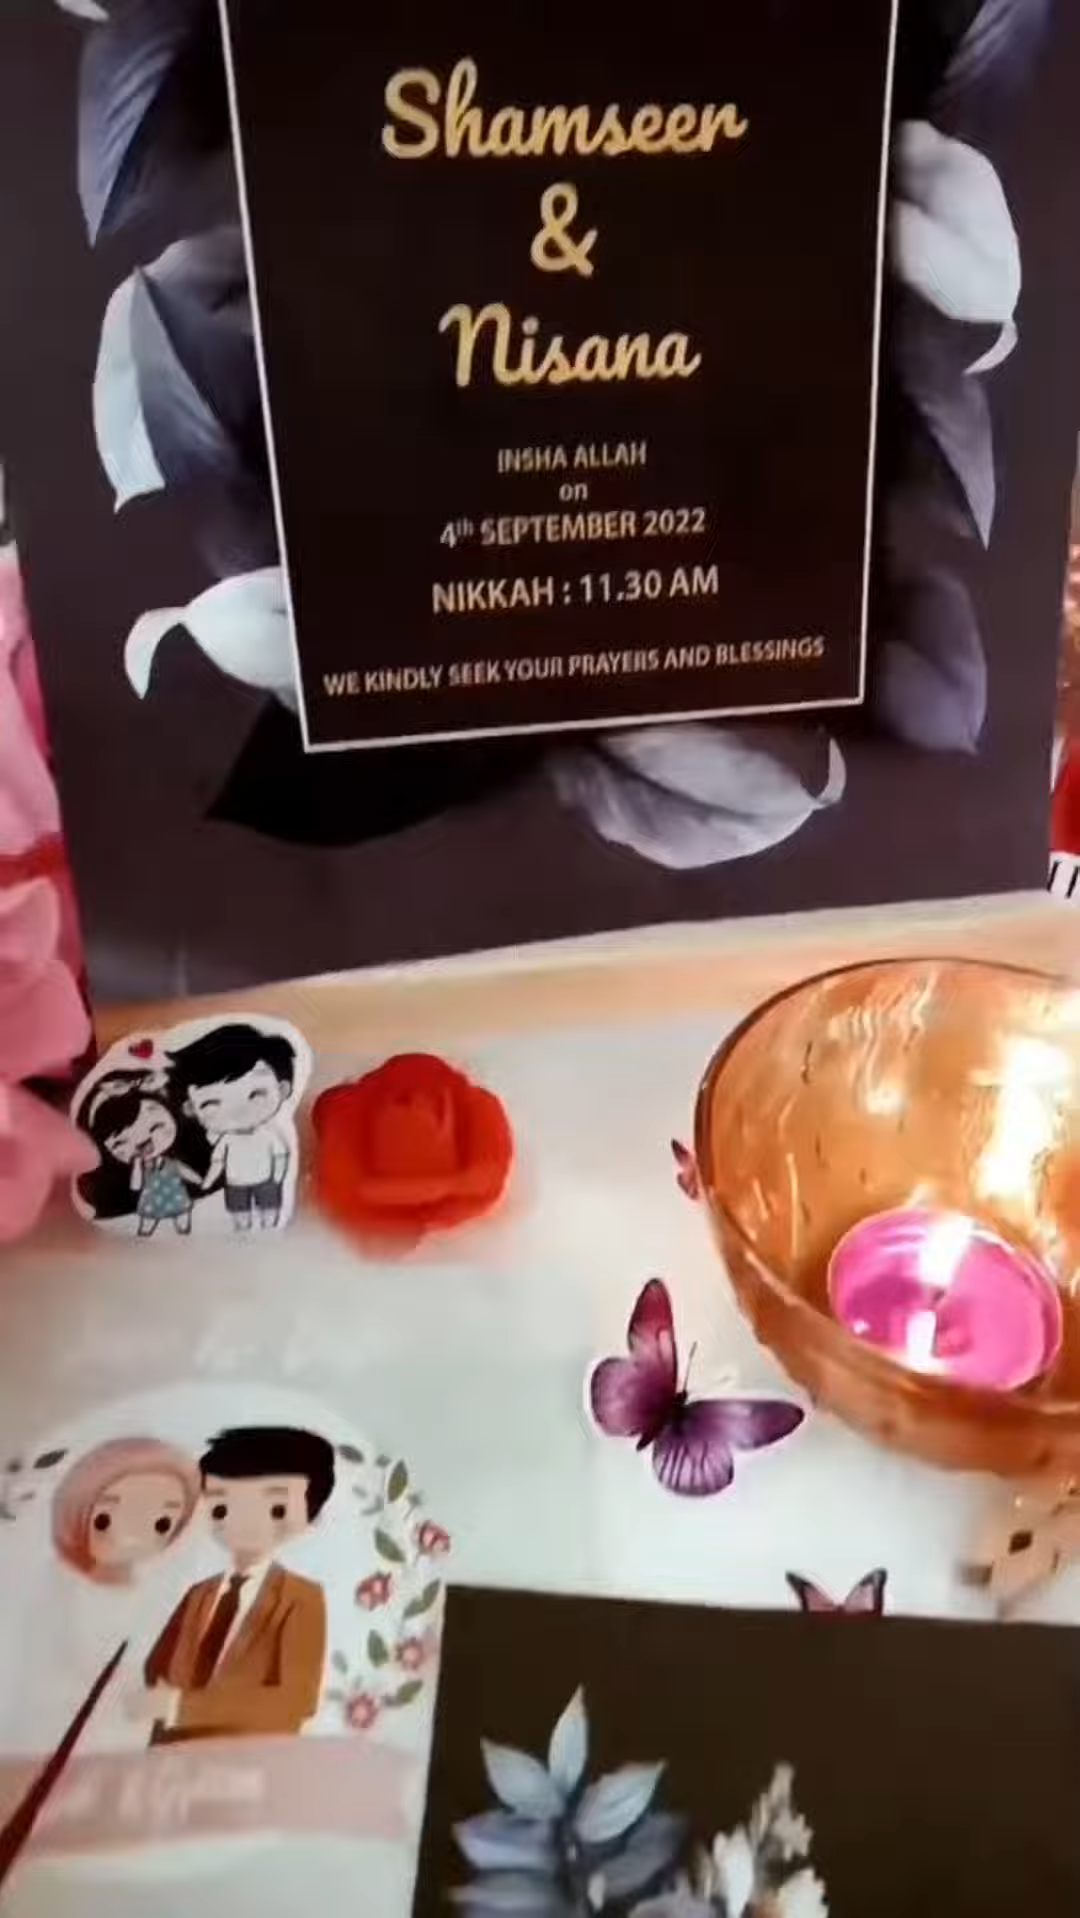 Shamseer
&
Nisana
INSHA ALLAH
on
4th SEPTEMBER 2022
NIKKAH : 11.30 AM
WE KINDLY SEEK YOUR PRAYERS AND BLESSINGS